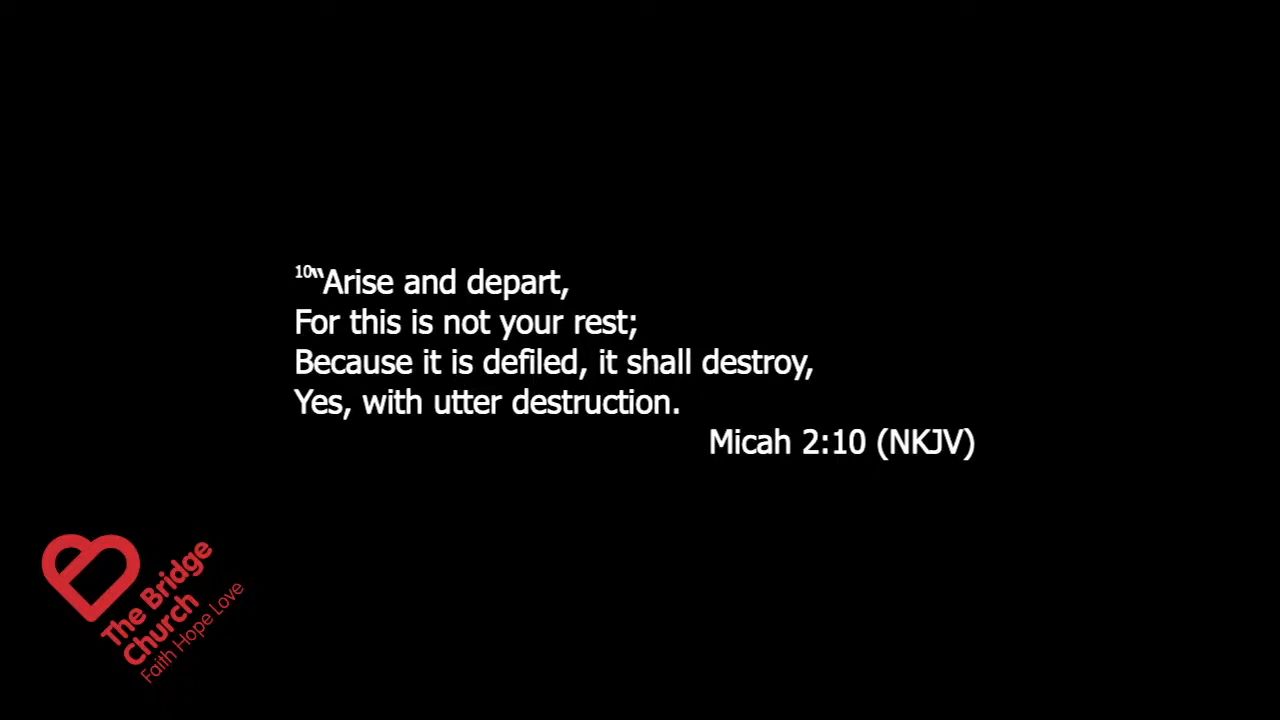 10“Arise and depart,
For this is not your rest;
Because it is defiled, it shall destroy,
Yes, with utter destruction.
Micah 2:10 (NKJV)
The Bridge
Church
Faith Hope Love